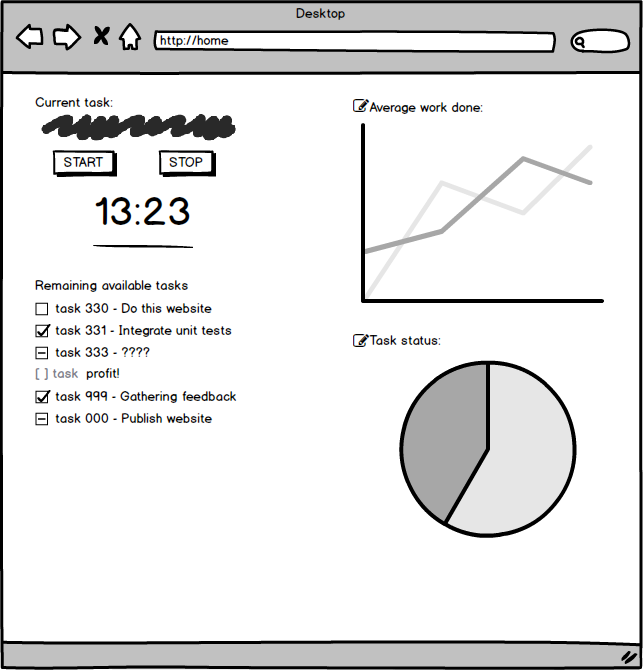 Desktop
http://home
Current task:
START
STOP
13:23
Remaining available tasks
task 330 - Do this website
task 331 - Integrate unit tests
task 333 - ????
[ ] task profit!
task 999 - Gathering feedback
task 000 - Publish website
Average work done:
Task status: